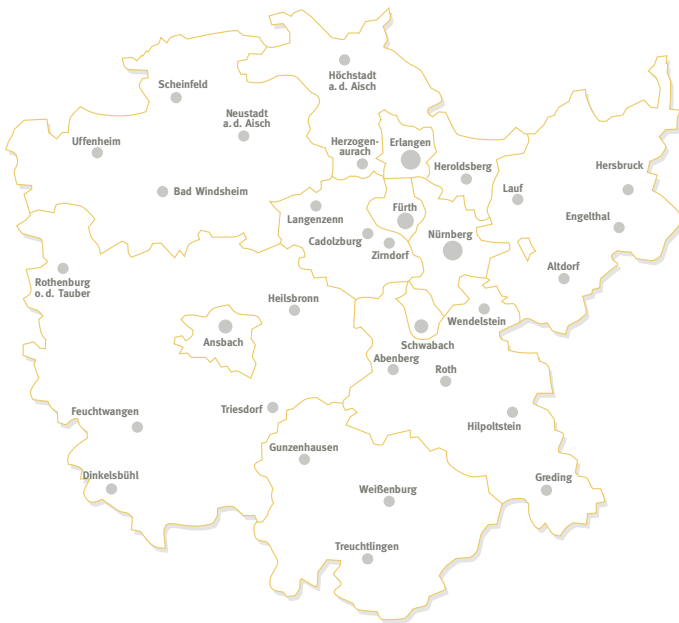 Höchstadt
a. d. Aisch
Scheinfeld
Neustadt
a. d. Aisch
Uffenheim
Herzogen-
aurach
Erlangen
Heroldsberg
Hersbruck
Lauf
Bad Windsheim
Langenzenn
Fürth
Engelthal
Cadolzburg
Nürnberg
Zirndorf
Altdorf
Rothenburg
o. d. Tauber
Heilsbronn
Wendelstein
Ansbach
Schwabach
Abenberg
Roth
Feuchtwangen
Triesdorf
Hilpoltstein
Gunzenhausen
Dinkelsbühl
Greding
Weißenburg
Treuchtlingen